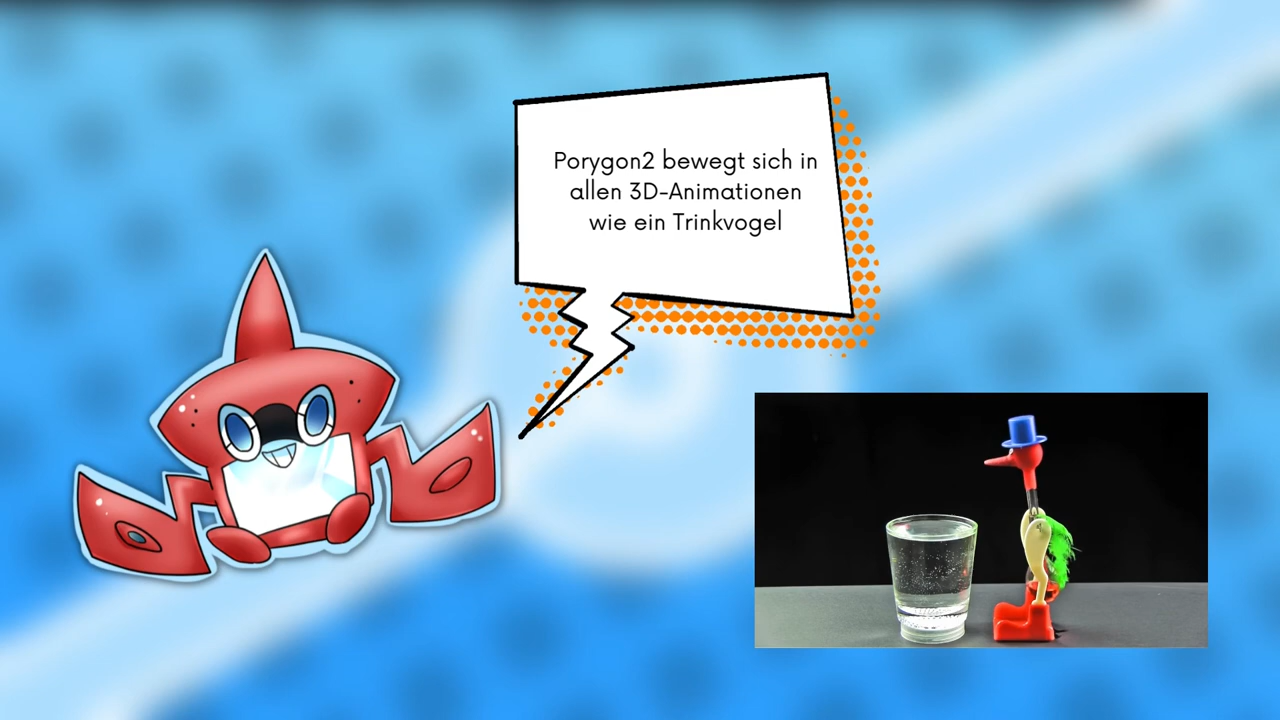 Porygon2 bewegt sich in
allen 3D-Animationen
wie ein Trinkvogel